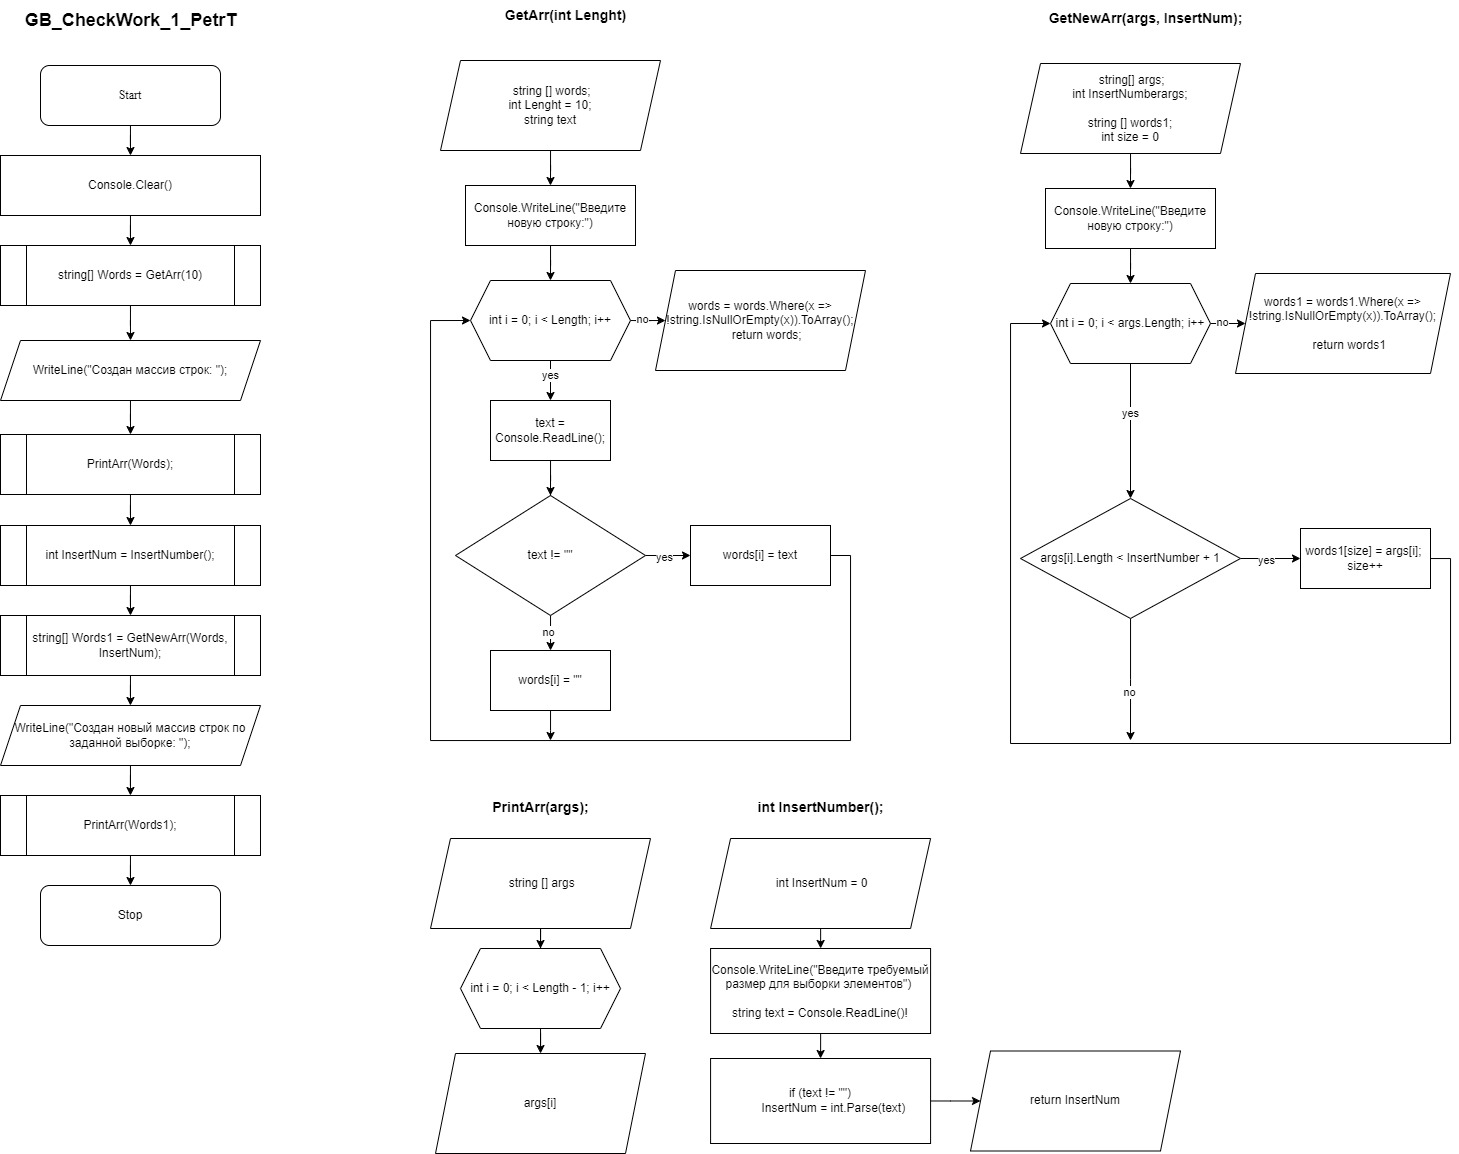 GB_CheckWork_1_PetrT
Start
Console.Clear()
string[] Words = GetArr(10)
WriteLine("Создан массив строк: ");
PrintArr(Words);
int InsertNum = InsertNumber();
string[] Words1 = GetNewArr(Words,
InsertNum);
WriteLine("Создан новый массив строк по
заданной выборке: ");
PrintArr(Words1);
Stop
GetArr(int Lenght)
string [] words;
int Lenght = 10;
string text
Console.WriteLine("Введите
новую строку:")
int i = 0; i < Length; i++
no
words = words.Where(x =>
!string.IsNullOrEmpty(x)).ToArray();
return words;
yes
text =
Console.ReadLine();
text != ""
yes
words[i] = text
no
words[i] = ""
GetNewArr(args, InsertNum);
string[] args;
int InsertNumberargs;
string [] words1;
int size = 0
Console.WriteLine("Введите
новую строку:")
int i = 0; i < args.Length; i++
no
words1 = words1.Where(x =>
!string.IsNullOrEmpty(x)).ToArray();
return words1
yes
args[i].Length < InsertNumber + 1
yes
words1[size] = args[i];
size++
no
PrintArr(args);
string [] args
int i = 0; i < Length - 1; i++
args[i]
int InsertNumber();
int InsertNum = 0
Console.WriteLine("Введите требуемый
размер для выборки элементов")
string text = Console.ReadLine()!
if (text != "")
InsertNum = int.Parse(text)
return InsertNum